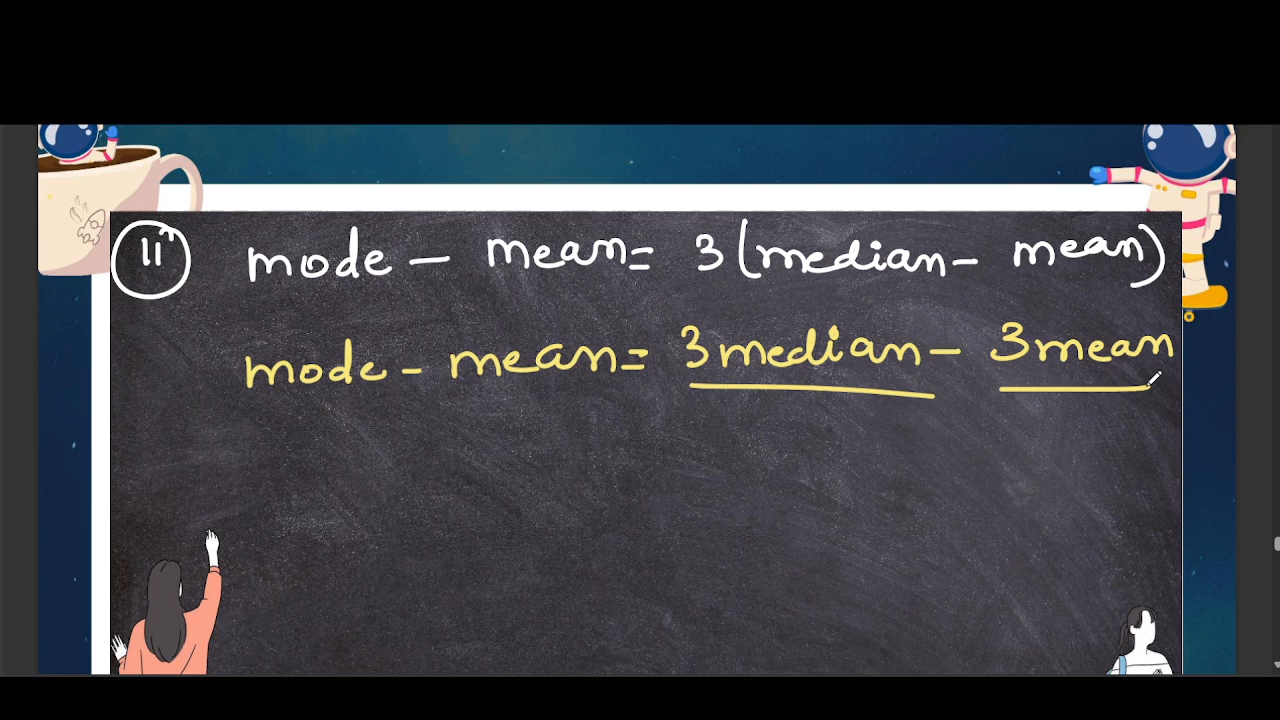 11 mode - mean = 3(median - mean)
mode - mean = 3median - 3mean